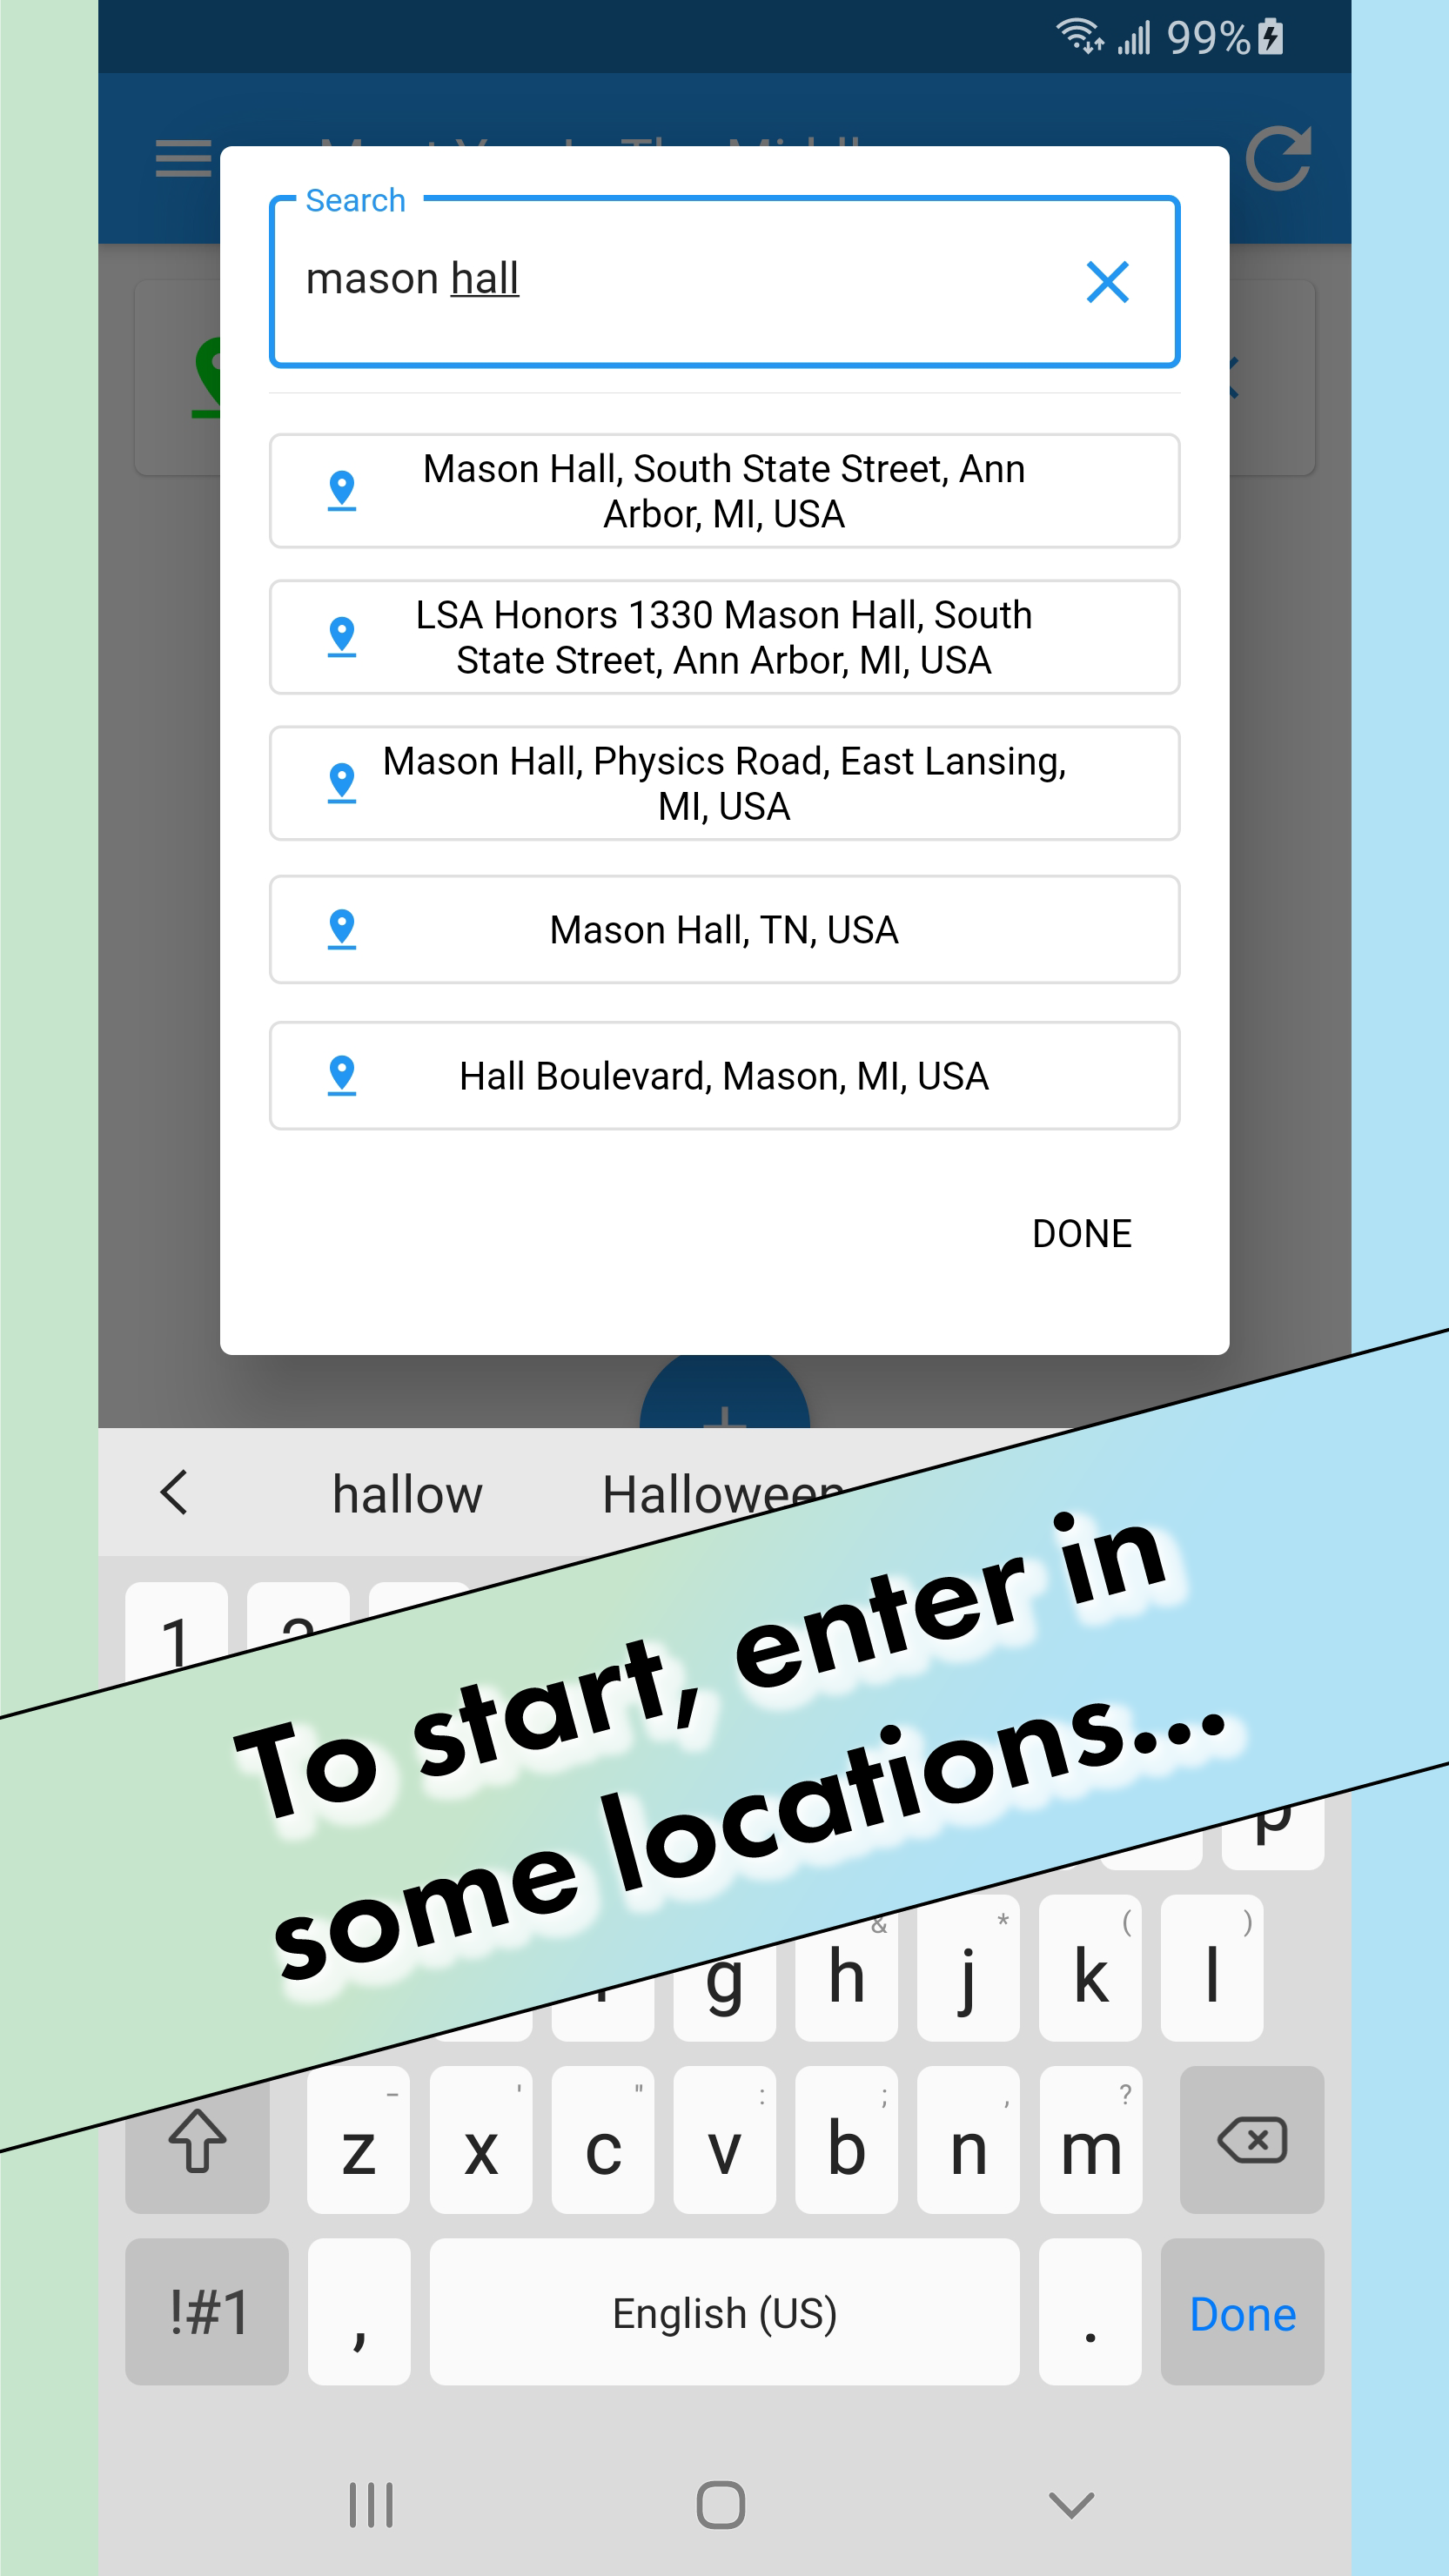 99%
Search
mason hall
Mason Hall, South State Street, Ann
Arbor, MI, USA
LSA Honors 1330 Mason Hall, South
State Street, Ann Arbor, MI, USA
Mason Hall, Physics Road, East Lansing,
MI, USA
Mason Hall, TN, USA
Hall Boulevard, Mason, MI, USA
DONE
hallow Halloween
1
To start, enter in
some locations...
p
& * ( )
g h j k l
- ' " : ; , ?
z x c v b n m
!#1 , English (US) . Done